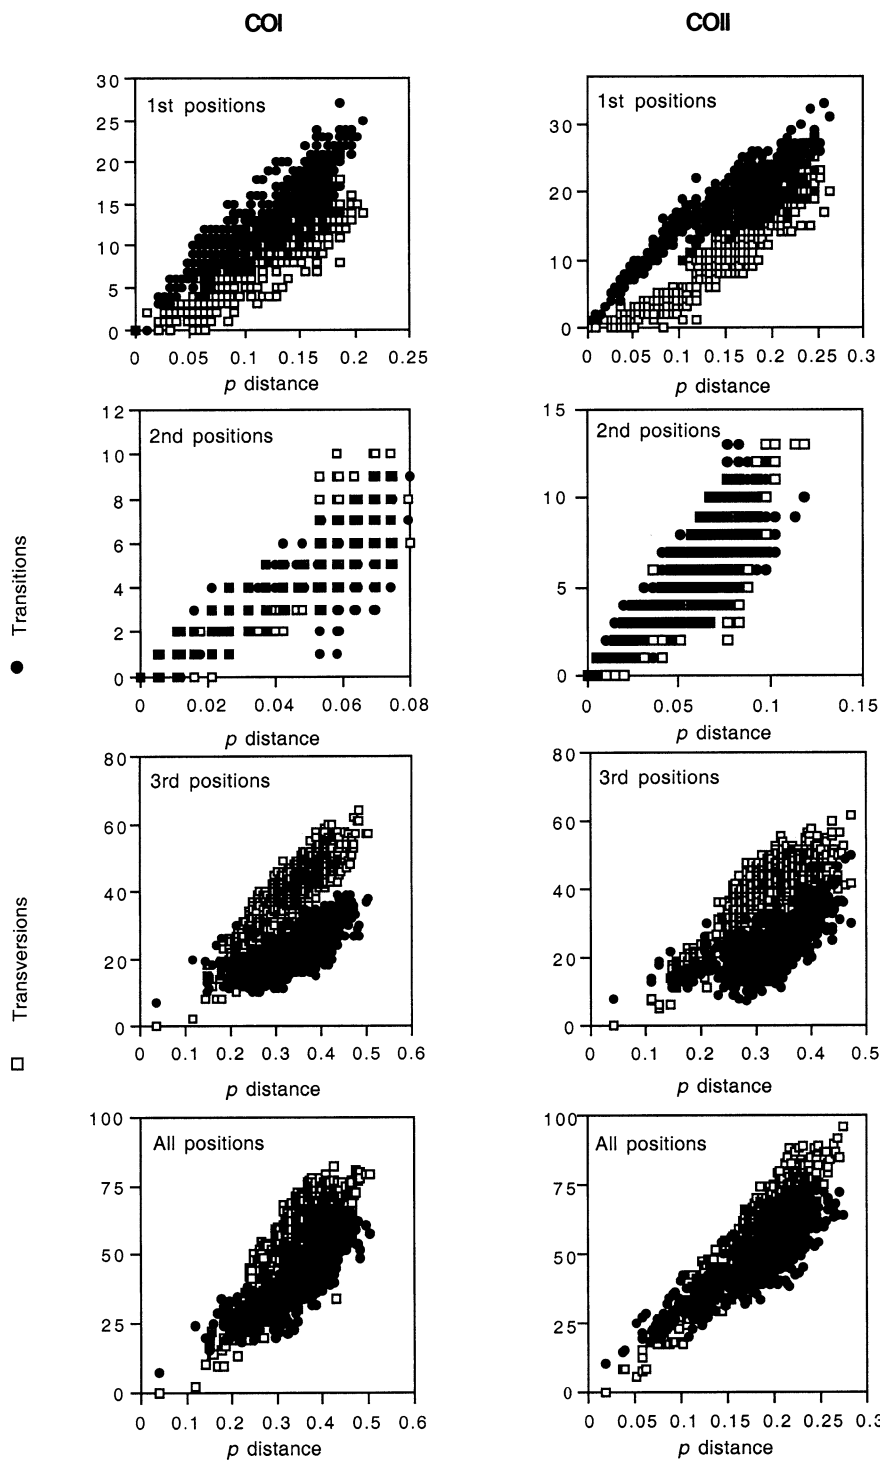 COI
COII
30
25
20
15
10
5
0
1st positions
0 0.05 0.1 0.15 0.2 0.25
p distance
30
20
10
0
1st positions
0 0.05 0.1 0.15 0.2 0.25 0.3
p distance
12
10
8
6
4
2
0
2nd positions
0 0.02 0.04 0.06 0.08
p distance
15
10
5
0
2nd positions
0 0.05 0.1 0.15
p distance
80
60
40
20
0
3rd positions
0 0.1 0.2 0.3 0.4 0.5 0.6
p distance
80
60
40
20
0
3rd positions
0 0.1 0.2 0.3 0.4 0.5
p distance
100
75
50
25
0
All positions
0 0.1 0.2 0.3 0.4 0.5 0.6
p distance
100
75
50
25
0
All positions
0 0.05 0.1 0.15 0.2 0.25 0.3
p distance
Transitions
Transversions